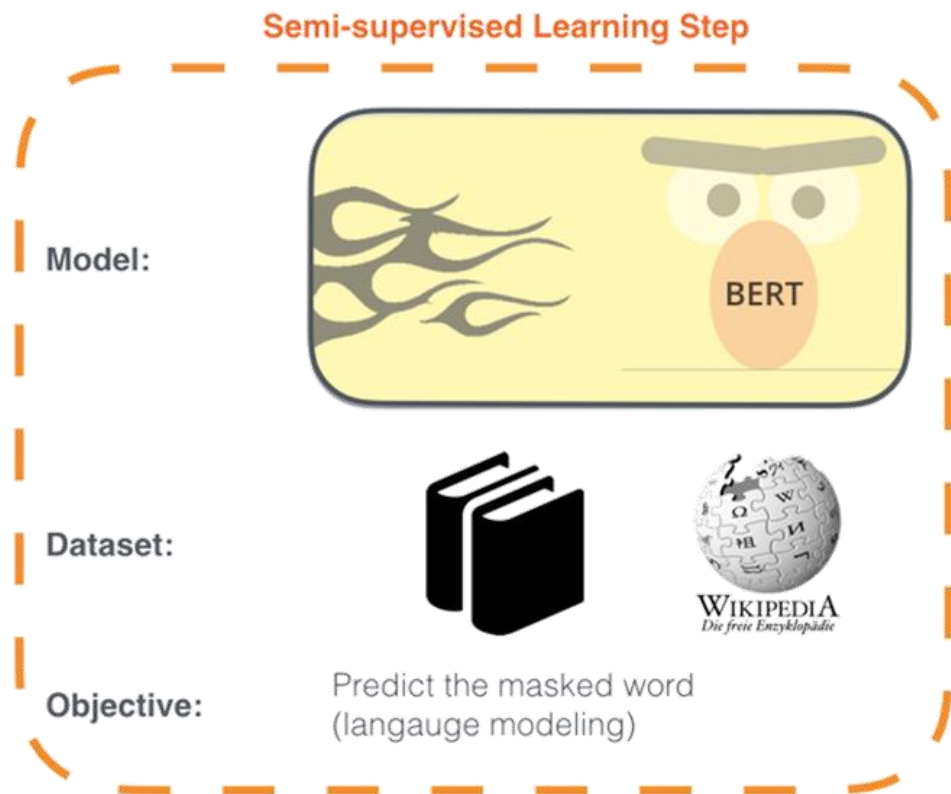 Semi-supervised Learning Step
Model:
BERT
Dataset:
WIKIPEDIA
Die freie Enzyklopädie
Objective:
Predict the masked word
(langauge modeling)